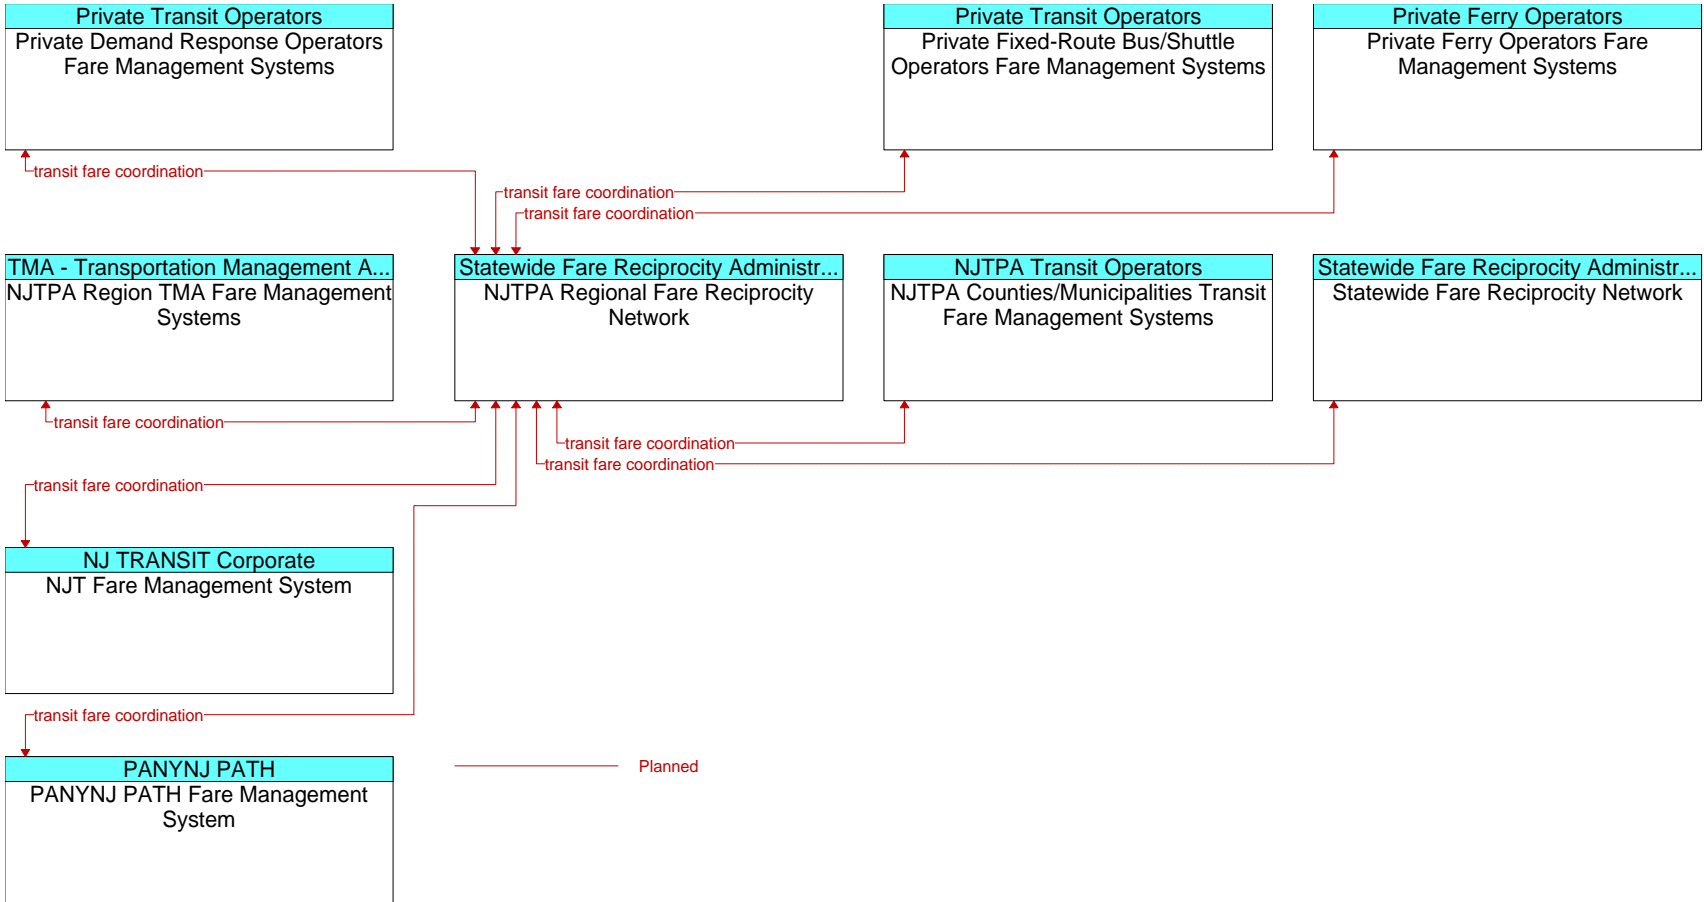 Private Transit Operators
Private Demand Response Operators
Fare Management Systems
Private Transit Operators
Private Fixed-Route Bus/Shuttle
Operators Fare Management Systems
Private Ferry Operators
Private Ferry Operators Fare
Management Systems
transit fare coordination
transit fare coordination
transit fare coordination
TMA - Transportation Management A...
NJTPA Region TMA Fare Management
Systems
Statewide Fare Reciprocity Administr...
NJTPA Regional Fare Reciprocity
Network
NJTPA Transit Operators
NJTPA Counties/Municipalities Transit
Fare Management Systems
Statewide Fare Reciprocity Administr...
Statewide Fare Reciprocity Network
transit fare coordination
transit fare coordination
transit fare coordination
transit fare coordination
NJ TRANSIT Corporate
NJT Fare Management System
transit fare coordination
PANYNJ PATH
PANYNJ PATH Fare Management
System
Planned